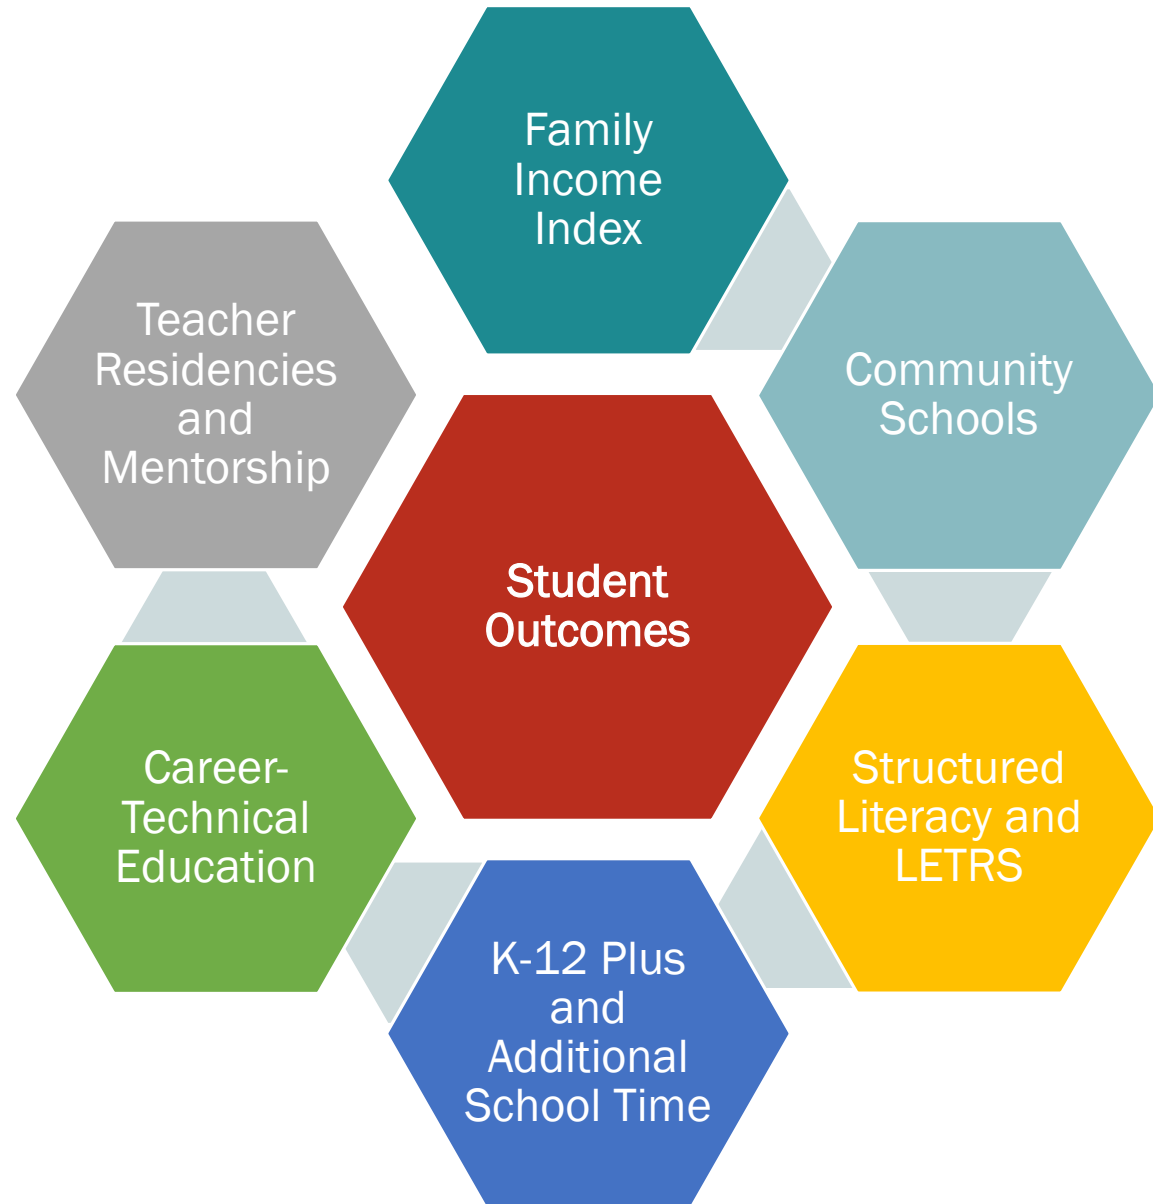 Family
Income
Index
Teacher
Residencies
and
Mentorship
Community
Schools
Student
Outcomes
Career-
Technical
Education
Structured
Literacy and
LETRS
K-12 Plus
and
Additional
School Time